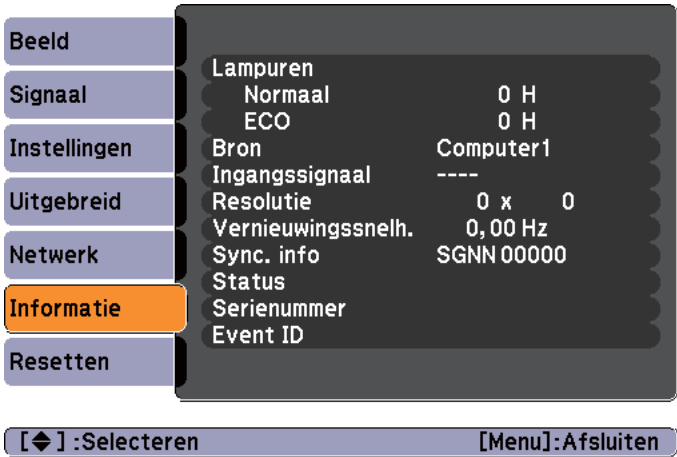 Beeld
Signaal
Instellingen
Uitgebreid
Netwerk
Informatie
Resetten
Lampuren
Normaal 0 H
ECO 0 H
Bron Computer1
Ingangssignaal ----
Resolutie 0 x 0
Vernieuwingssnelh. 0,00 Hz
Sync. info SGNN 00000
Status
Serienummer
Event ID
[◆] :Selecteren [Menu]:Afsluiten